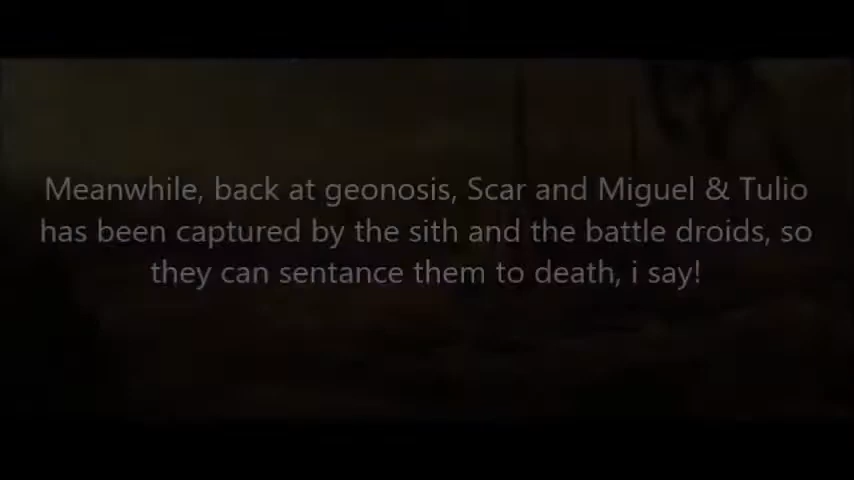 Meanwhile, back at geonosis, Scar and Miguel & Tulio
has been captured by the sith and the battle droids, so
they can sentance them to death, i say!